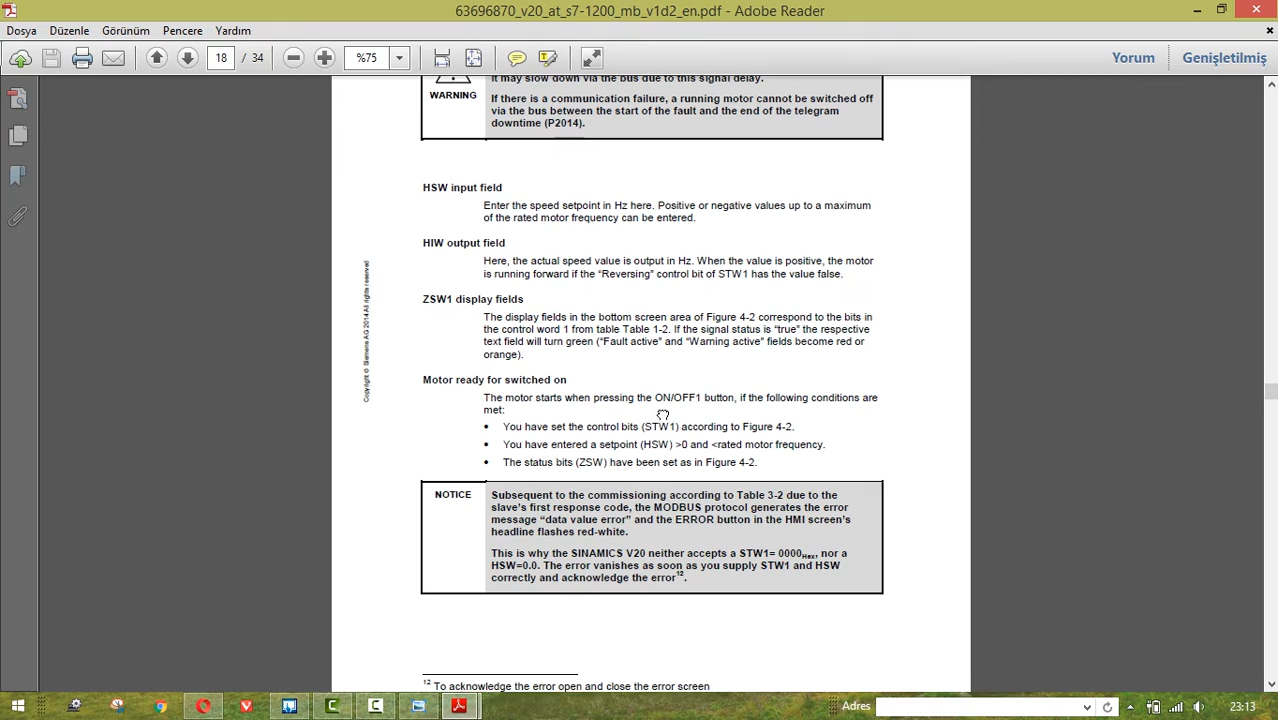 63696870_v20_at_s7-1200_mb_v1d2_en.pdf - Adobe Reader
Dosya Düzenle Görünüm Pencere Yardım
18 / 34 %75 Yorum Genişletilmiş
It may slow down via the bus due to this signal delay.
WARNING
If there is a communication failure, a running motor cannot be switched off
via the bus between the start of the fault and the end of the telegram
downtime (P2014).
HSW input field
Enter the speed setpoint in Hz here. Positive or negative values up to a maximum
of the rated motor frequency can be entered.
HIW output field
Here, the actual speed value is output in Hz. When the value is positive, the motor
is running forward if the “Reversing” control bit of STW1 has the value false.
ZSW1 display fields
The display fields in the bottom screen area of Figure 4-2 correspond to the bits in
the control word 1 from table Table 1-2. If the signal status is “true” the respective
text field will turn green (“Fault active” and “Warning active” fields become red or
orange).
Motor ready for switched on
The motor starts when pressing the ON/OFF1 button, if the following conditions are
met:
• You have set the control bits (STW1) according to Figure 4-2.
• You have entered a setpoint (HSW) >0 and <rated motor frequency.
• The status bits (ZSW) have been set as in Figure 4-2.
NOTICE
Subsequent to the commissioning according to Table 3-2 due to the
slave’s first response code, the MODBUS protocol generates the error
message “data value error” and the ERROR button in the HMI screen’s
headline flashes red-white.
This is why the SINAMICS V20 neither accepts a STW1= 0000Hex, nor a
HSW=0.0. The error vanishes as soon as you supply STW1 and HSW
correctly and acknowledge the error12.
12 To acknowledge the error open and close the error screen
Copyright © Siemens AG 2014 All rights reserved
Adres
23:13